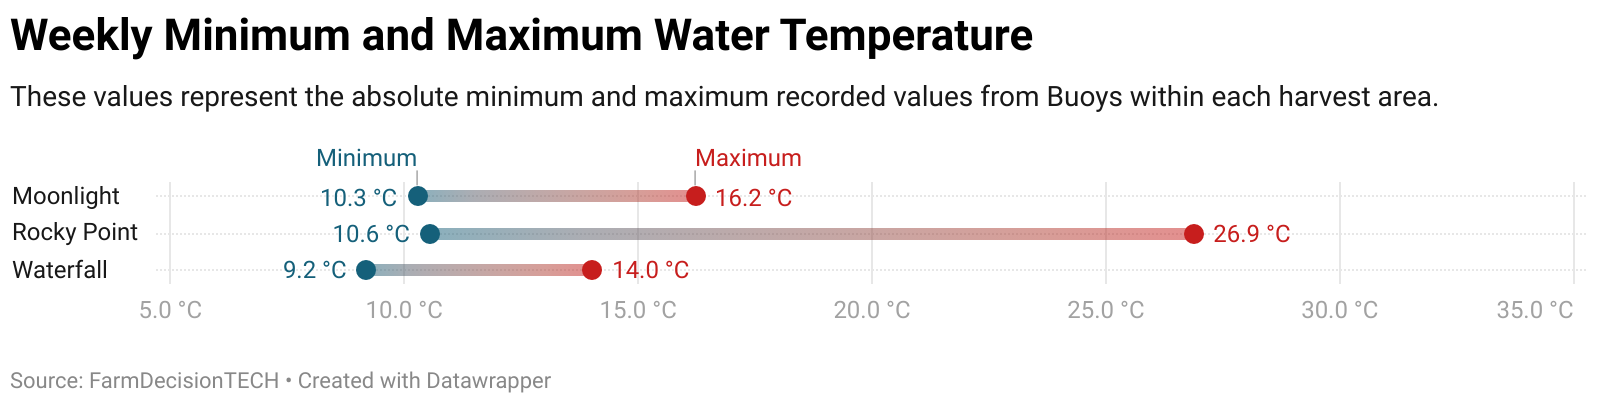 Weekly Minimum and Maximum Water Temperature
These values represent the absolute minimum and maximum recorded values from Buoys within each harvest area.
Minimum Maximum
Moonlight 10.3 °C 16.2 °C
Rocky Point 10.6 °C 26.9 °C
Waterfall 9.2 °C 14.0 °C
5.0 °C 10.0 °C 15.0 °C 20.0 °C 25.0 °C 30.0 °C 35.0 °C
Source: FarmDecisionTECH • Created with Datawrapper